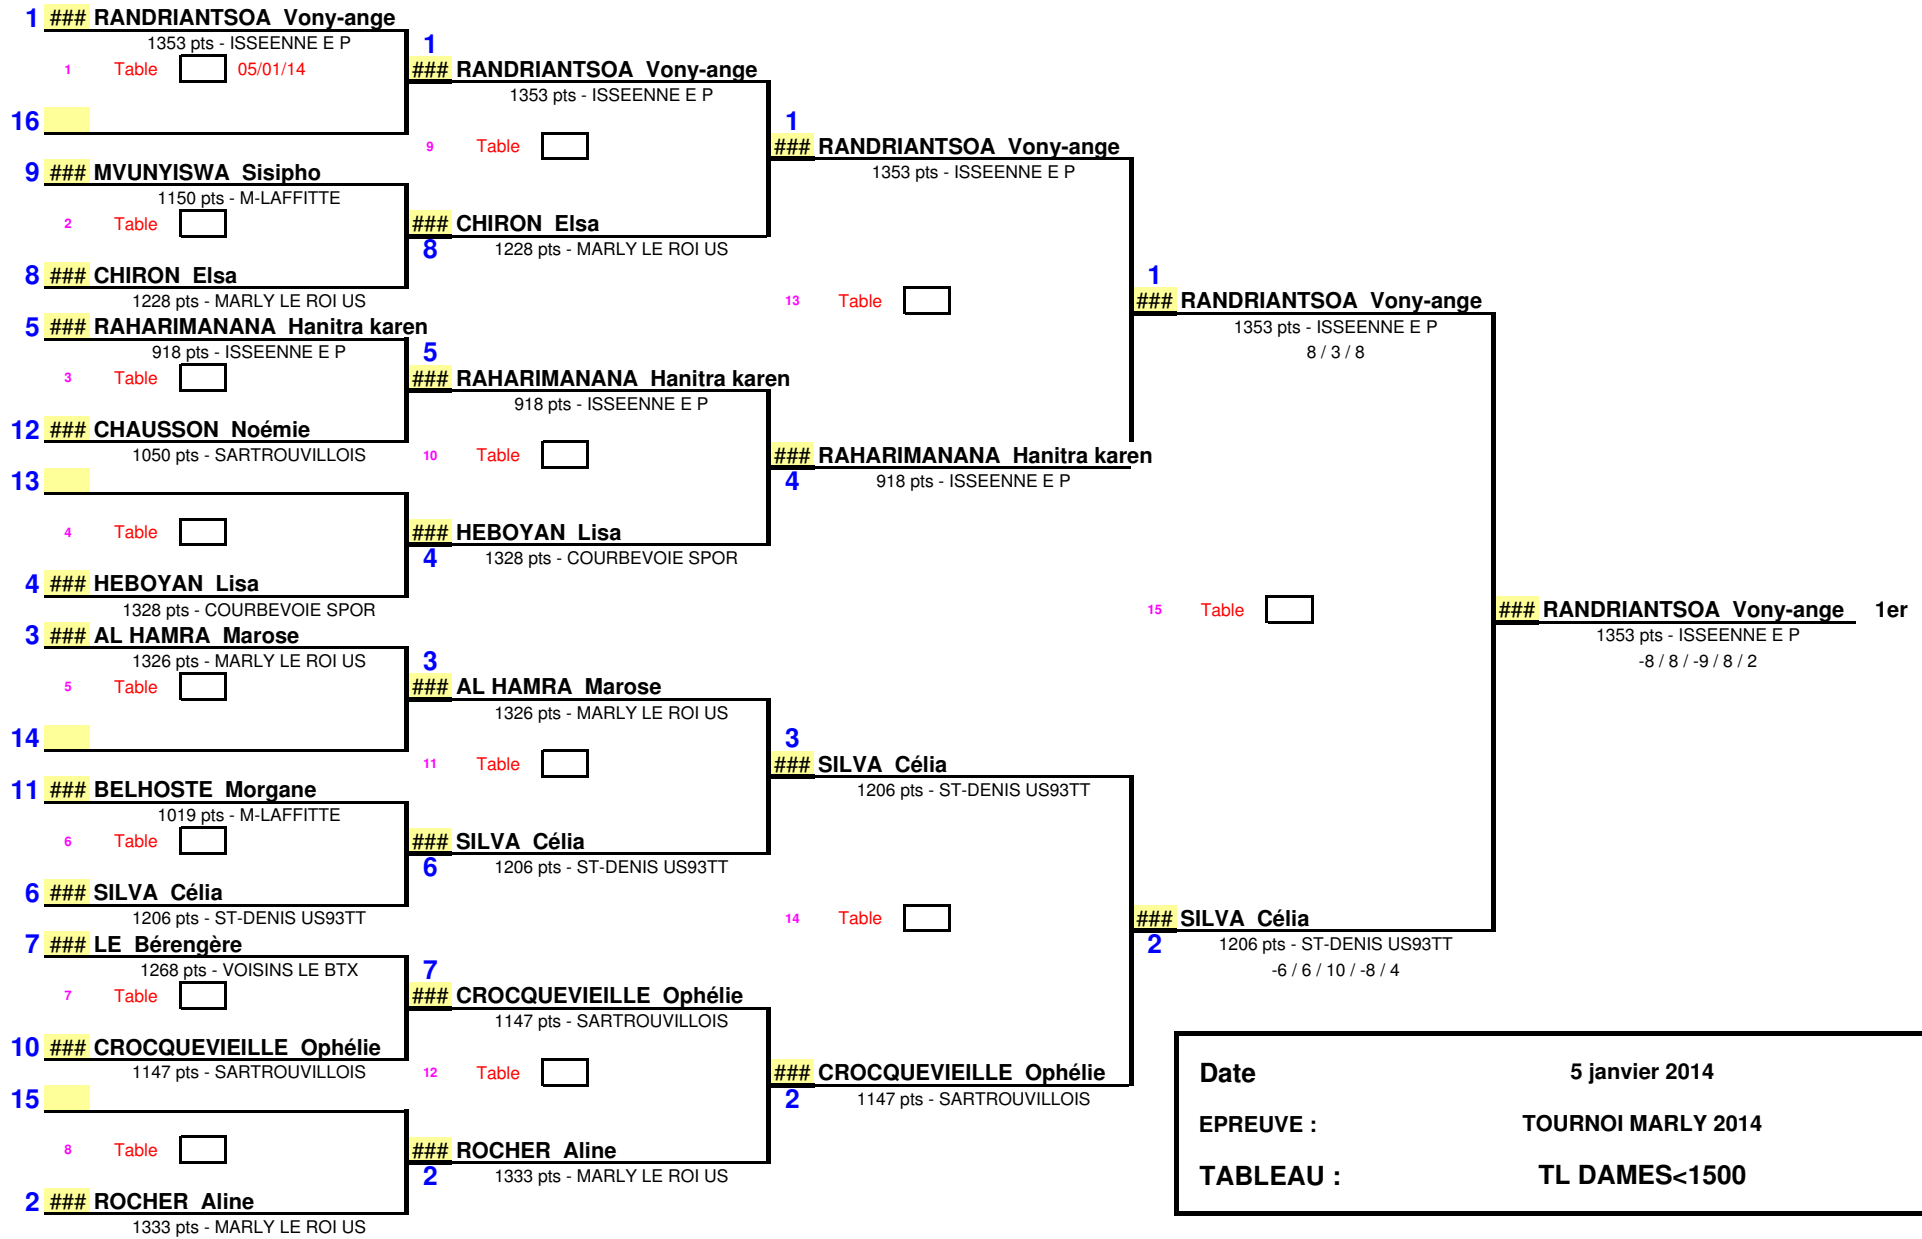 1 ### RANDRIANTSOA Vony-ange
1353 pts - ISSEENNE E P
1 Table 05/01/14
16
9 ### MVUNYISWA Sisipho
1150 pts - M-LAFFITTE
2 Table
8 ### CHIRON Elsa
1228 pts - MARLY LE ROI US
5 ### RAHARIMANANA Hanitra karen
918 pts - ISSEENNE E P
3 Table
12 ### CHAUSSON Noémie
1050 pts - SARTROUVILLOIS
13
4 Table
4 ### HEBOYAN Lisa
1328 pts - COURBEVOIE SPOR
3 ### AL HAMRA Marose
1326 pts - MARLY LE ROI US
5 Table
14
11 ### BELHOSTE Morgane
1019 pts - M-LAFFITTE
6 Table
6 ### SILVA Célia
1206 pts - ST-DENIS US93TT
7 ### LE Bérengère
1268 pts - VOISINS LE BTX
7 Table
10 ### CROCQUEVIEILLE Ophélie
1147 pts - SARTROUVILLOIS
15
8 Table
2 ### ROCHER Aline
1333 pts - MARLY LE ROI US
1
### RANDRIANTSOA Vony-ange
1353 pts - ISSEENNE E P
9 Table
### CHIRON Elsa
8 1228 pts - MARLY LE ROI US
5
### RAHARIMANANA Hanitra karen
918 pts - ISSEENNE E P
10 Table
### HEBOYAN Lisa
4 1328 pts - COURBEVOIE SPOR
3
### AL HAMRA Marose
1326 pts - MARLY LE ROI US
11 Table
### SILVA Célia
6 1206 pts - ST-DENIS US93TT
7
### CROCQUEVIEILLE Ophélie
1147 pts - SARTROUVILLOIS
12 Table
### ROCHER Aline
2 1333 pts - MARLY LE ROI US
1
### RANDRIANTSOA Vony-ange
1353 pts - ISSEENNE E P
13 Table
### RAHARIMANANA Hanitra karen
4 918 pts - ISSEENNE E P
3
### SILVA Célia
1206 pts - ST-DENIS US93TT
14 Table
### CROCQUEVIEILLE Ophélie
2 1147 pts - SARTROUVILLOIS
1
### RANDRIANTSOA Vony-ange
1353 pts - ISSEENNE E P
8 / 3 / 8
15 Table
### SILVA Célia
2 1206 pts - ST-DENIS US93TT
-6 / 6 / 10 / -8 / 4
### RANDRIANTSOA Vony-ange 1er
1353 pts - ISSEENNE E P
-8 / 8 / -9 / 8 / 2
Date 5 janvier 2014
EPREUVE : TOURNOI MARLY 2014
TABLEAU : TL DAMES<1500